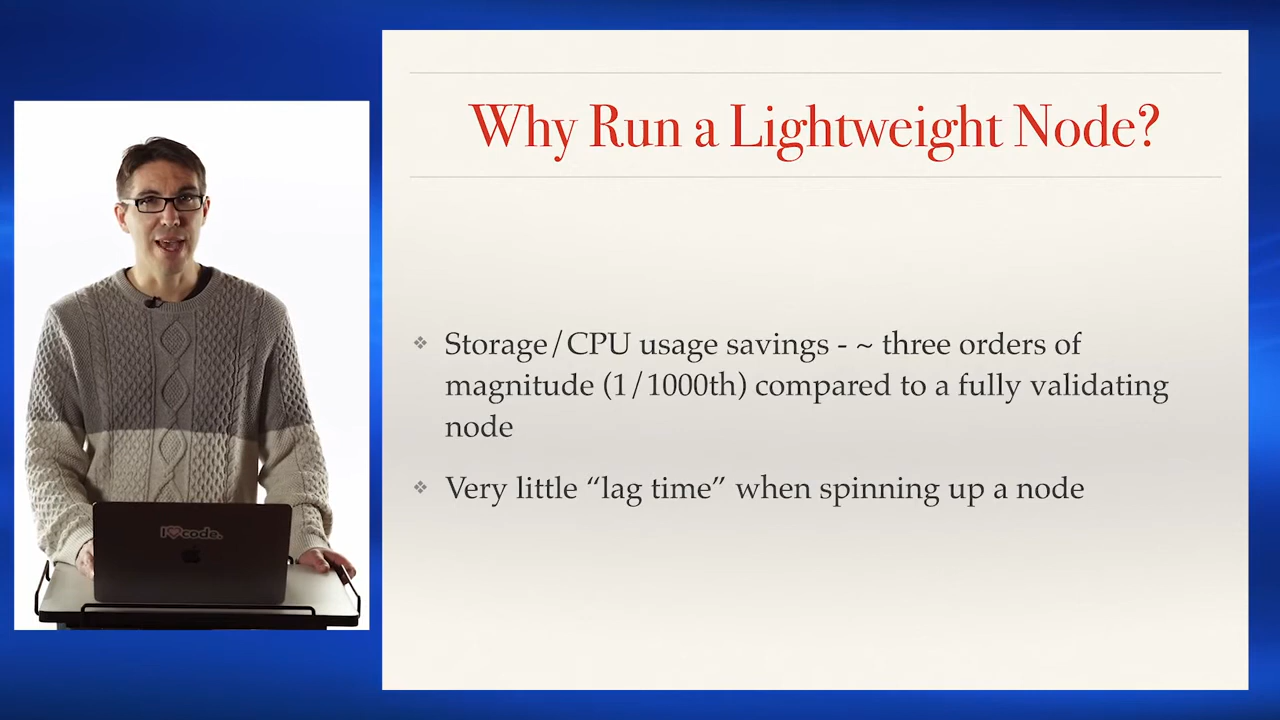 Why Run a Lightweight Node?
❖ Storage/CPU usage savings - ~ three orders of
magnitude (1/1000th) compared to a fully validating
node
❖ Very little “lag time” when spinning up a node
I❤code.